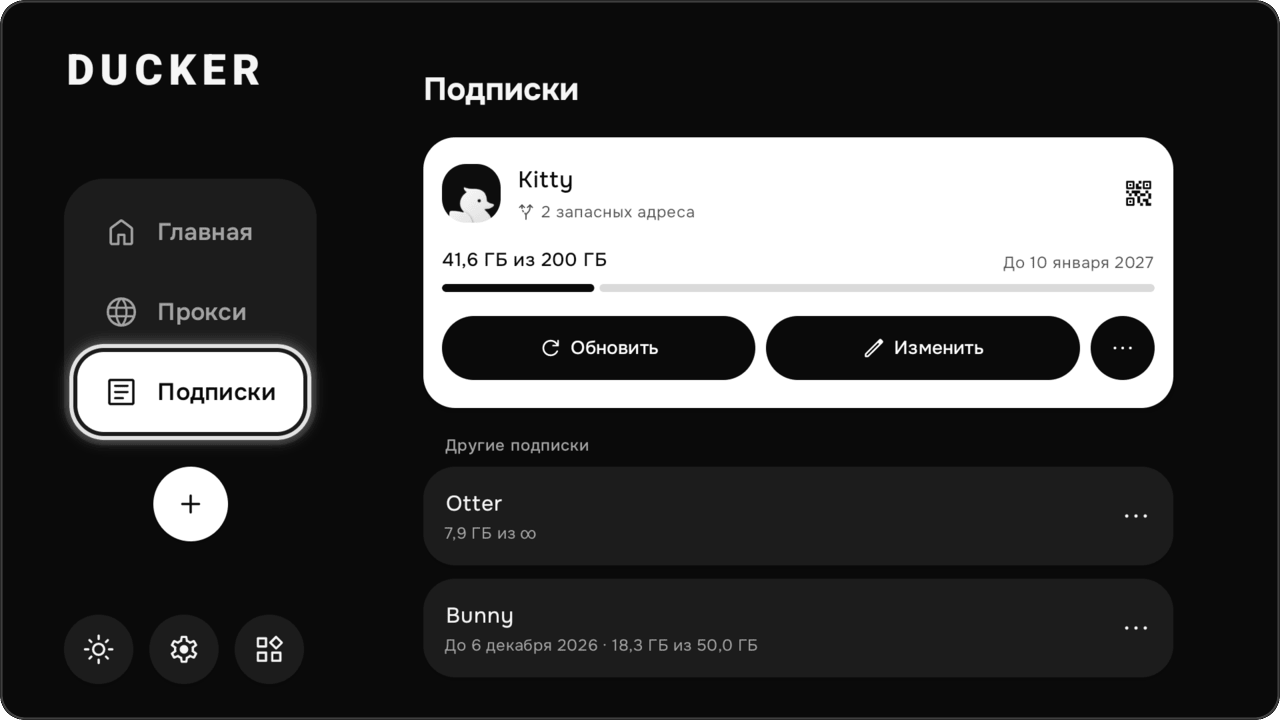 DUCKER
Главная
Прокси
Подписки
Подписки
Kitty
2 запасных адреса
41,6 ГБ из 200 ГБ
До 10 января 2027
Обновить
Изменить
Другие подписки
Otter
7,9 ГБ из ∞
Bunny
До 6 декабря 2026 · 18,3 ГБ из 50,0 ГБ